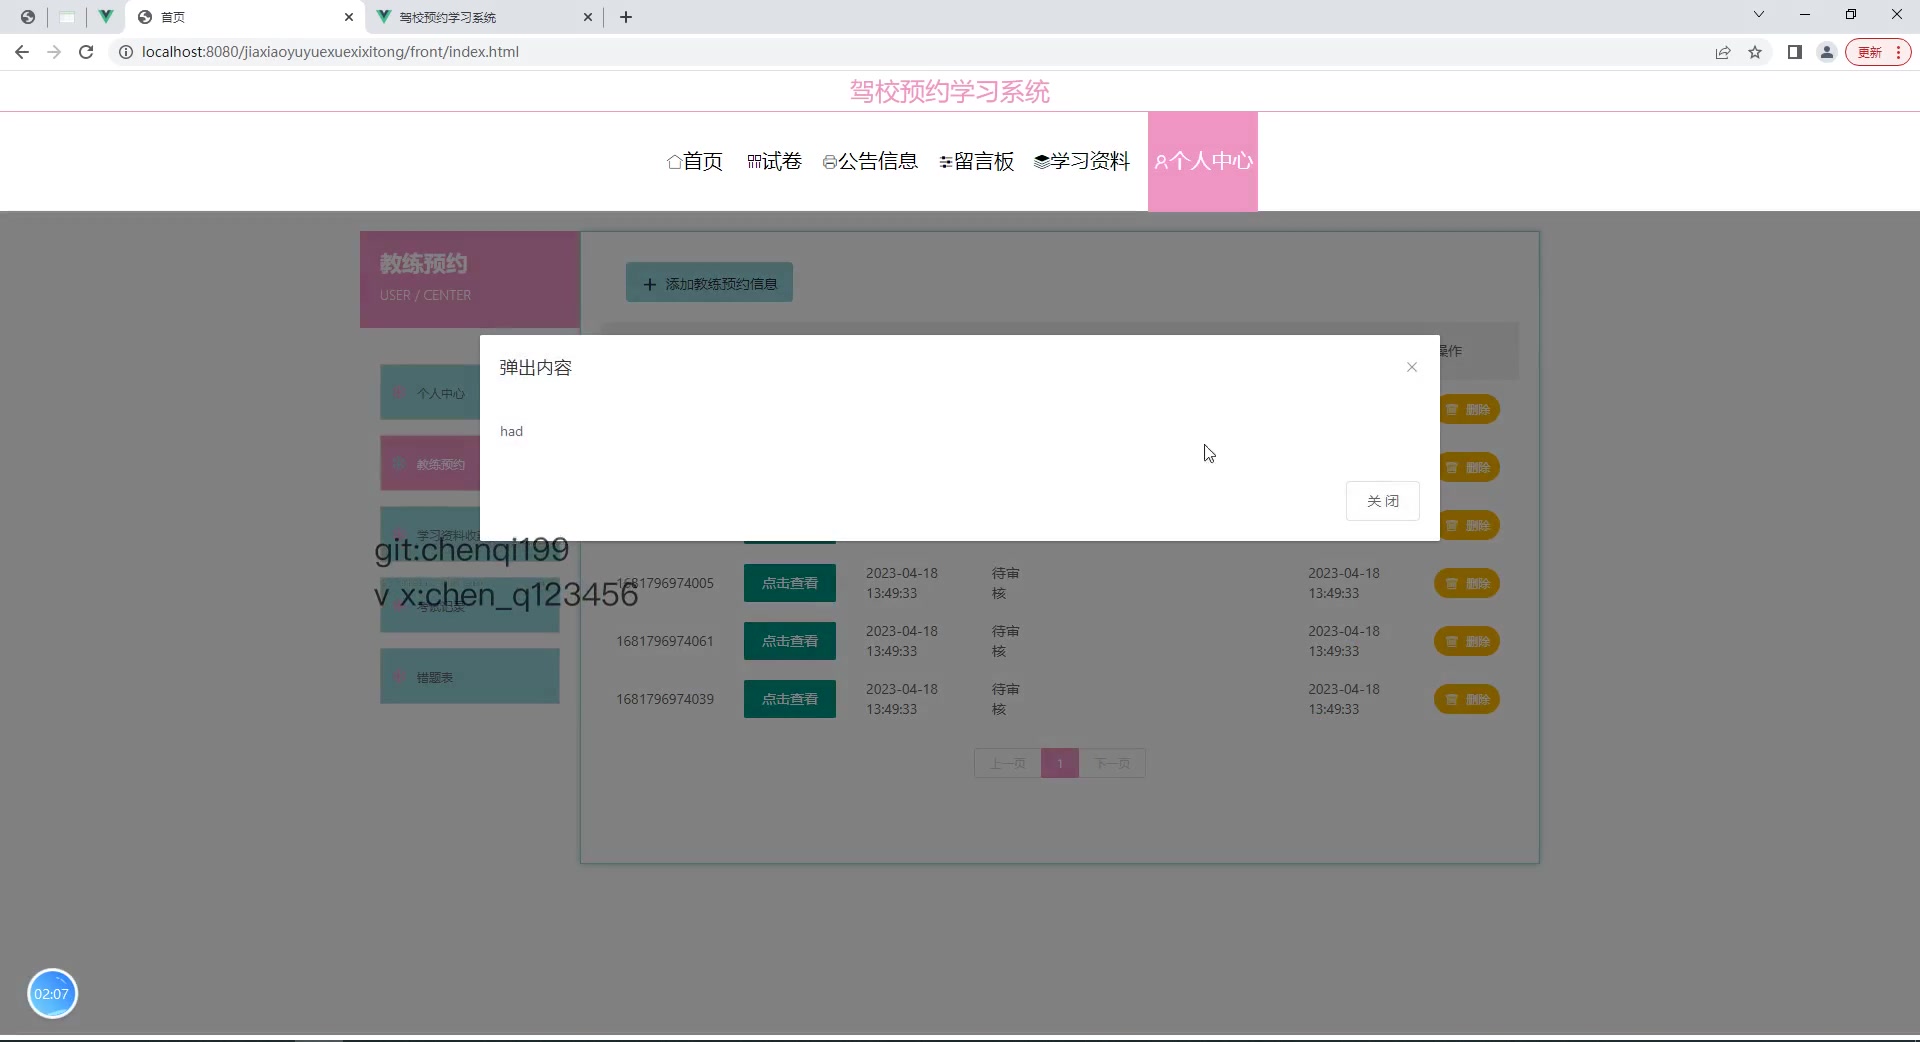 首页
驾校预约学习系统
localhost:8080/jiaxiaoyuyuexuexixitong/front/index.html
更新
驾校预约学习系统
首页 试卷 公告信息 留言板 学习资料 个人中心
教练预约
USER / CENTER
添加教练预约信息
操作
弹出内容
had
关 闭
个人中心
教练预约
学习资料收
错题表
删除
删除
删除
git:chenqi199
v x:chen_q123456
1681796974005 点击查看 2023-04-18 13:49:33 待审核 2023-04-18 13:49:33 删除
1681796974061 点击查看 2023-04-18 13:49:33 待审核 2023-04-18 13:49:33 删除
1681796974039 点击查看 2023-04-18 13:49:33 待审核 2023-04-18 13:49:33 删除
上一页 1 下一页
02:07